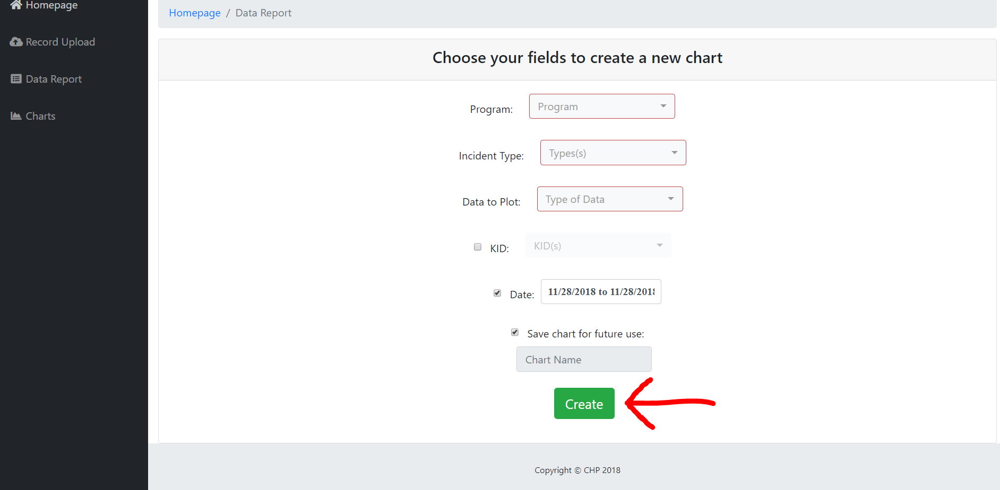 Homepage
Record Upload
Data Report
Charts
Homepage / Data Report
Choose your fields to create a new chart
Program: Program
Incident Type: Types(s)
Data to Plot: Type of Data
KID: KID(s)
Date: 11/28/2018 to 11/28/2018
Save chart for future use:
Chart Name
Create
Copyright © CHP 2018